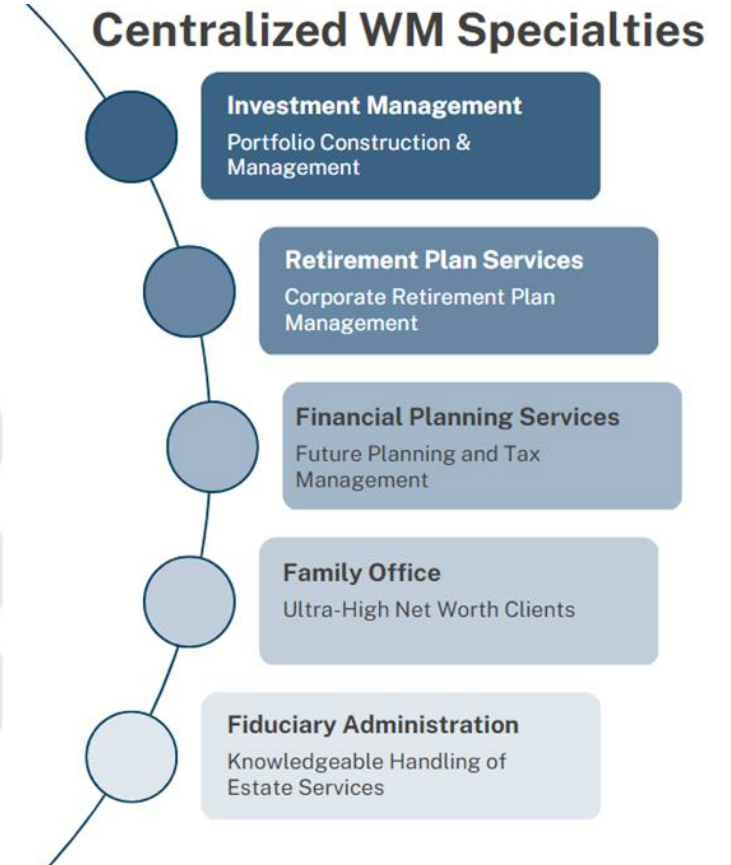 Centralized WM Specialties
Investment Management
Portfolio Construction &
Management
Retirement Plan Services
Corporate Retirement Plan
Management
Financial Planning Services
Future Planning and Tax
Management
Family Office
Ultra-High Net Worth Clients
Fiduciary Administration
Knowledgeable Handling of
Estate Services